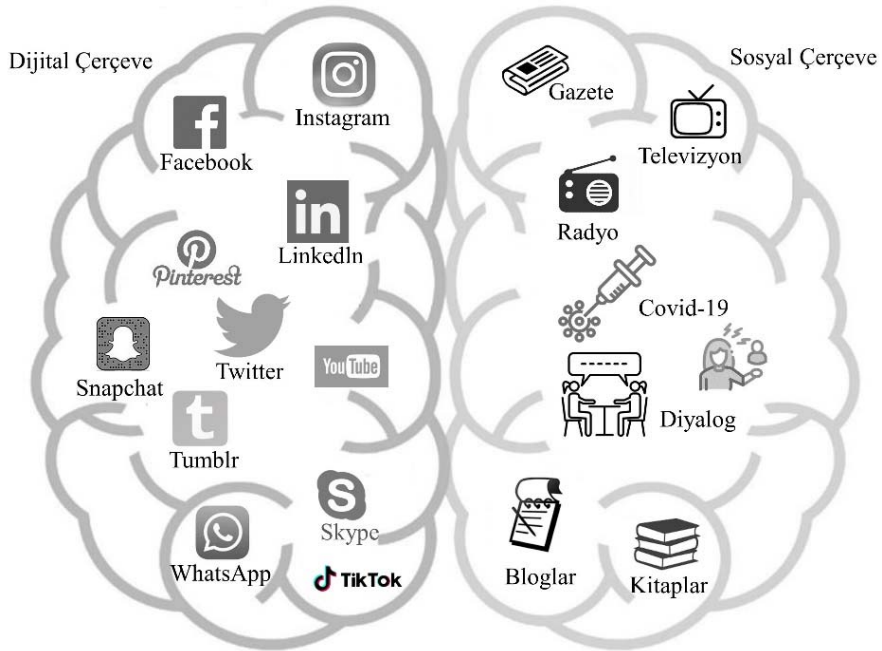 Dijital Çerçeve
Sosyal Çerçeve
Instagram
Facebook
LinkedIn
Pinterest
Snapchat
Twitter
YouTube
Tumblr
Skype
WhatsApp
TikTok
Gazete
Televizyon
Radyo
Covid-19
Diyalog
Bloglar
Kitaplar